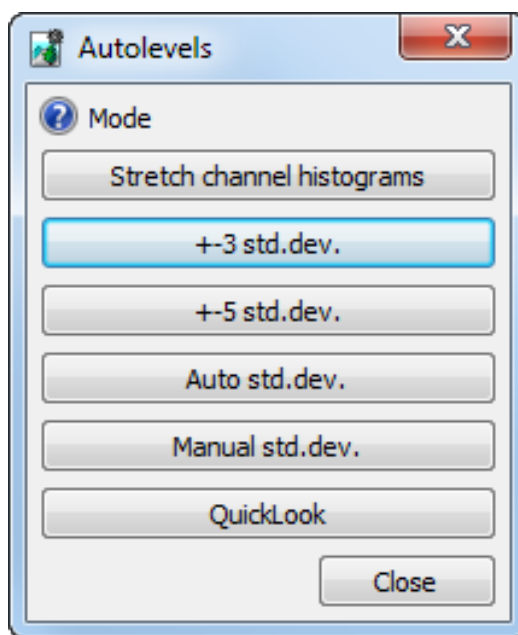 Autolevels
Mode
Stretch channel histograms
+-3 std.dev.
+-5 std.dev.
Auto std.dev.
Manual std.dev.
QuickLook
Close